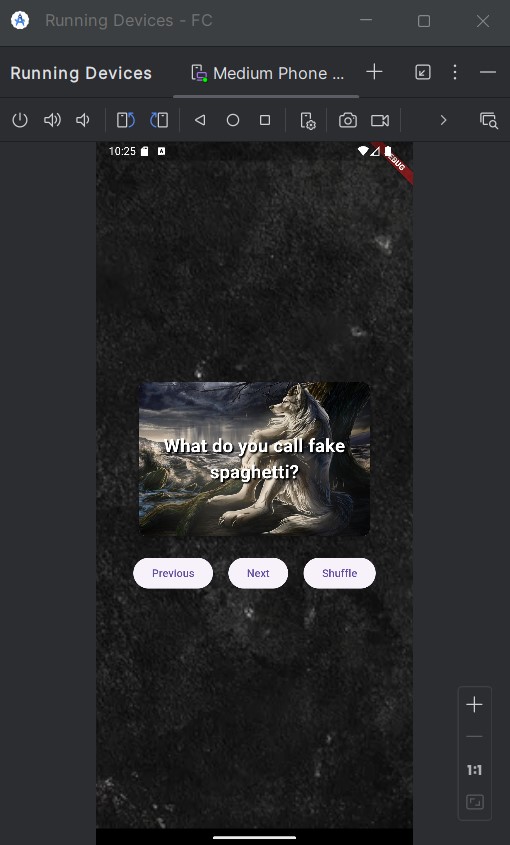 Running Devices - FC
Running Devices
Medium Phone ...
10:25
DEBUG
What do you call fake
spaghetti?
Previous
Next
Shuffle
1:1